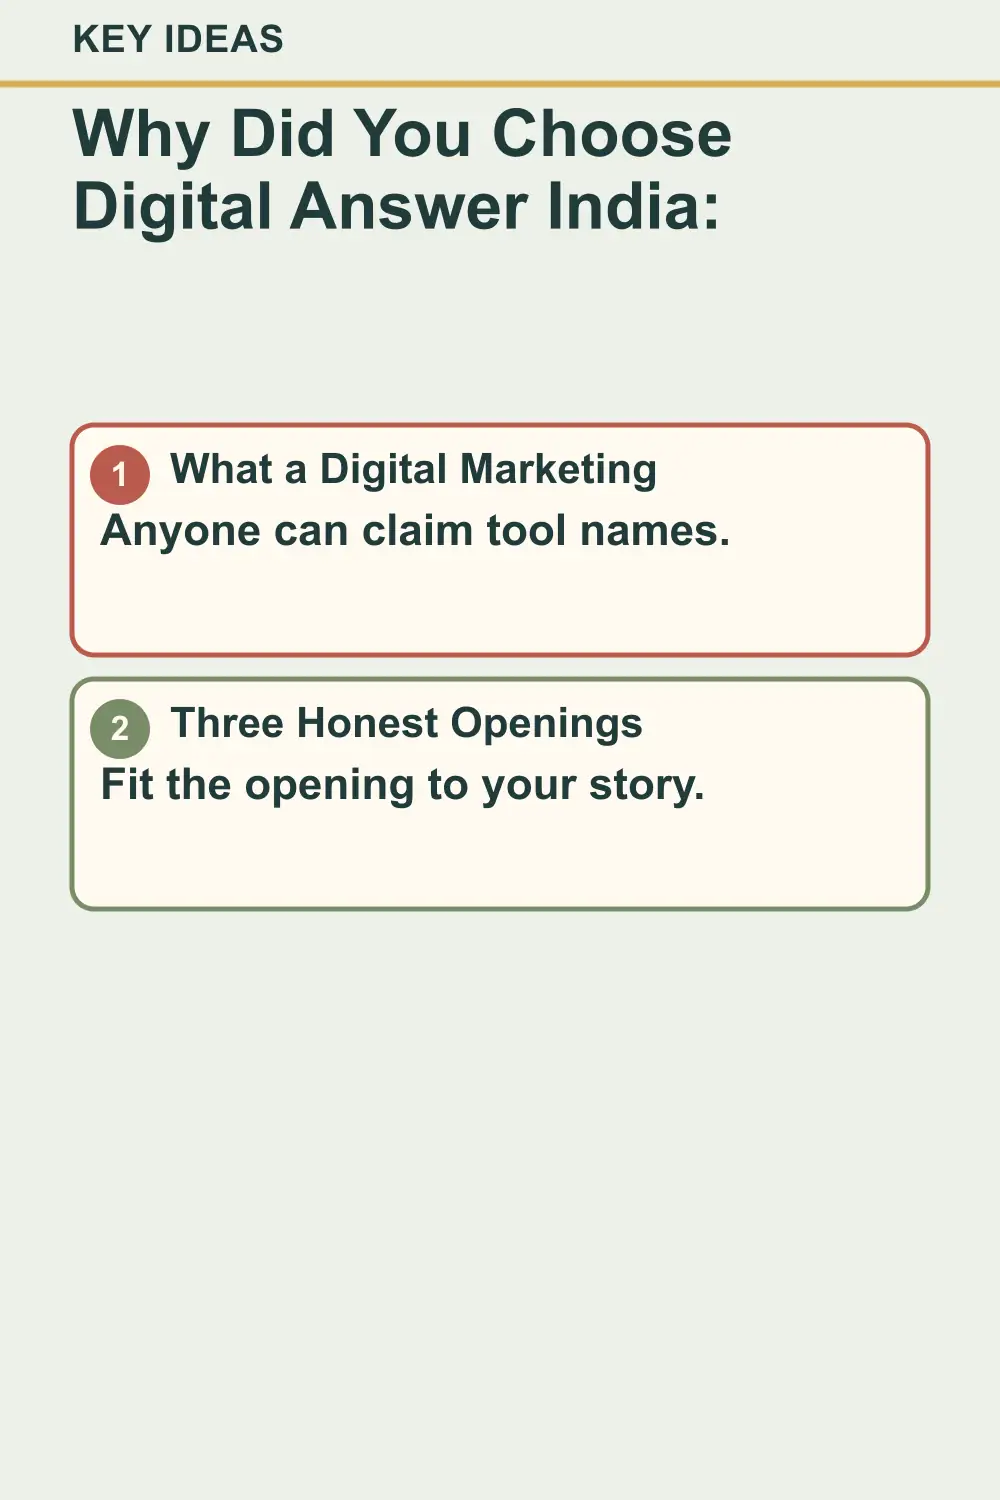 KEY IDEAS
Why Did You Choose
Digital Answer India:
1 What a Digital Marketing
Anyone can claim tool names.
2 Three Honest Openings
Fit the opening to your story.